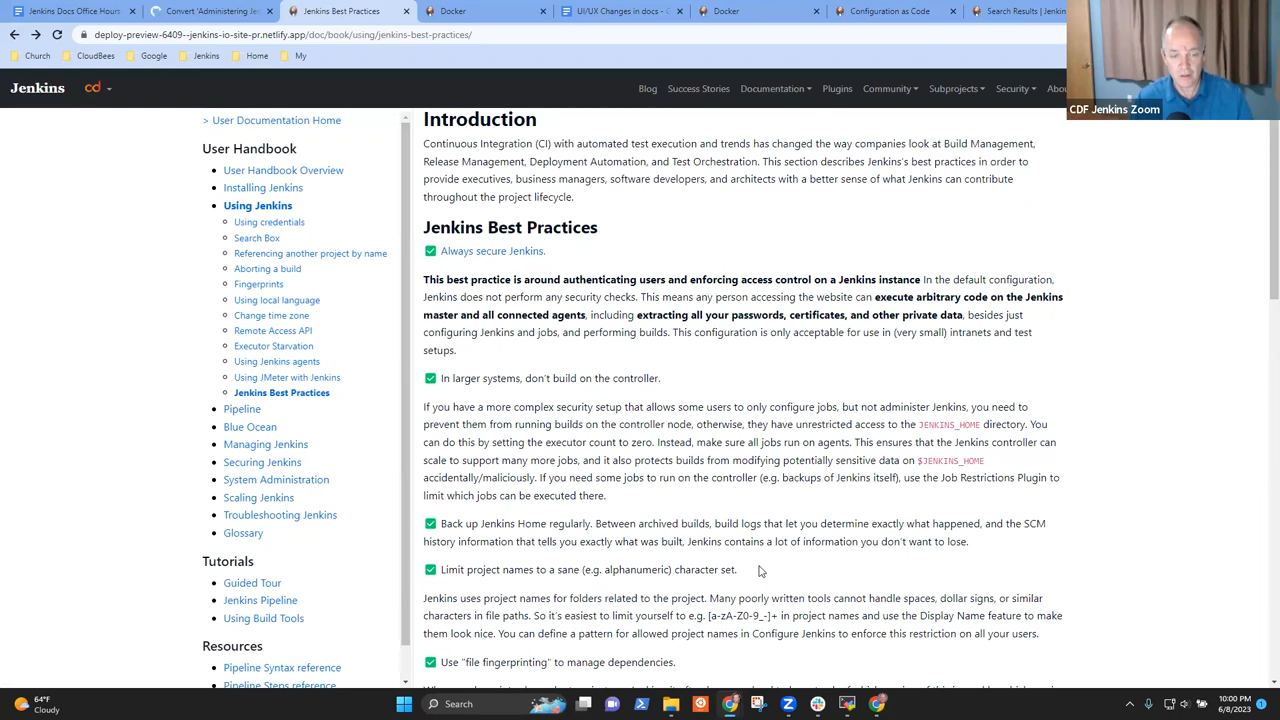 Jenkins Docs Office Hours
Convert 'Administering Jen
Jenkins Best Practices
Docker
UI/UX Changes in docs - D
Docker
Configuration as Code
Search Results | Jenkin
deploy-preview-6409--jenkins-io-site-pr.netlify.app/doc/book/using/jenkins-best-practices/
Church
CloudBees
Google
Jenkins
Home
My
CDF Jenkins Zoom
Jenkins
cd
Blog
Success Stories
Documentation
Plugins
Community
Subprojects
Security
Abou
> User Documentation Home
User Handbook
User Handbook Overview
Installing Jenkins
Using Jenkins
Using credentials
Search Box
Referencing another project by name
Aborting a build
Fingerprints
Using local language
Change time zone
Remote Access API
Executor Starvation
Using Jenkins agents
Using JMeter with Jenkins
Jenkins Best Practices
Pipeline
Blue Ocean
Managing Jenkins
Securing Jenkins
System Administration
Scaling Jenkins
Troubleshooting Jenkins
Glossary
Tutorials
Guided Tour
Jenkins Pipeline
Using Build Tools
Resources
Pipeline Syntax reference
Pipeline Steps reference
Introduction
Continuous Integration (CI) with automated test execution and trends has changed the way companies look at Build Management,
Release Management, Deployment Automation, and Test Orchestration. This section describes Jenkins's best practices in order to
provide executives, business managers, software developers, and architects with a better sense of what Jenkins can contribute
throughout the project lifecycle.
Jenkins Best Practices
Always secure Jenkins.
This best practice is around authenticating users and enforcing access control on a Jenkins instance In the default configuration,
Jenkins does not perform any security checks. This means any person accessing the website can execute arbitrary code on the Jenkins
master and all connected agents, including extracting all your passwords, certificates, and other private data, besides just
configuring Jenkins and jobs, and performing builds. This configuration is only acceptable for use in (very small) intranets and test
setups.
In larger systems, don't build on the controller.
If you have a more complex security setup that allows some users to only configure jobs, but not administer Jenkins, you need to
prevent them from running builds on the controller node, otherwise, they have unrestricted access to the JENKINS_HOME directory. You
can do this by setting the executor count to zero. Instead, make sure all jobs run on agents. This ensures that the Jenkins controller can
scale to support many more jobs, and it also protects builds from modifying potentially sensitive data on $JENKINS_HOME
accidentally/maliciously. If you need some jobs to run on the controller (e.g. backups of Jenkins itself), use the Job Restrictions Plugin to
limit which jobs can be executed there.
Back up Jenkins Home regularly. Between archived builds, build logs that let you determine exactly what happened, and the SCM
history information that tells you exactly what was built, Jenkins contains a lot of information you don't want to lose.
Limit project names to a sane (e.g. alphanumeric) character set.
Jenkins uses project names for folders related to the project. Many poorly written tools cannot handle spaces, dollar signs, or similar
characters in file paths. So it's easiest to limit yourself to e.g. [a-zA-Z0-9_-]+ in project names and use the Display Name feature to make
them look nice. You can define a pattern for allowed project names in Configure Jenkins to enforce this restriction on all your users.
Use "file fingerprinting" to manage dependencies.
64°F
Cloudy
Search
10:00 PM
6/8/2023